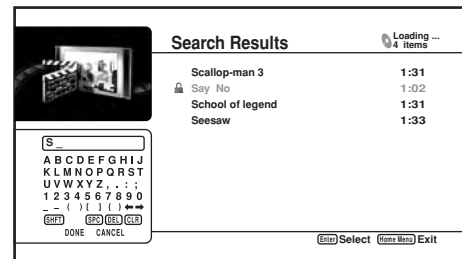 Search Results
Loading ...
4 items
Scallop-man 3 1:31
Say No 1:02
School of legend 1:31
Seesaw 1:33
S_
A B C D E F G H I J
K L M N O P Q R S T
U V W X Y Z , . : ;
1 2 3 4 5 6 7 8 9 0
_ – ( ) [ ] { } ← →
SHFT SPC DEL CLR
DONE CANCEL
Enter Select Home Menu Exit